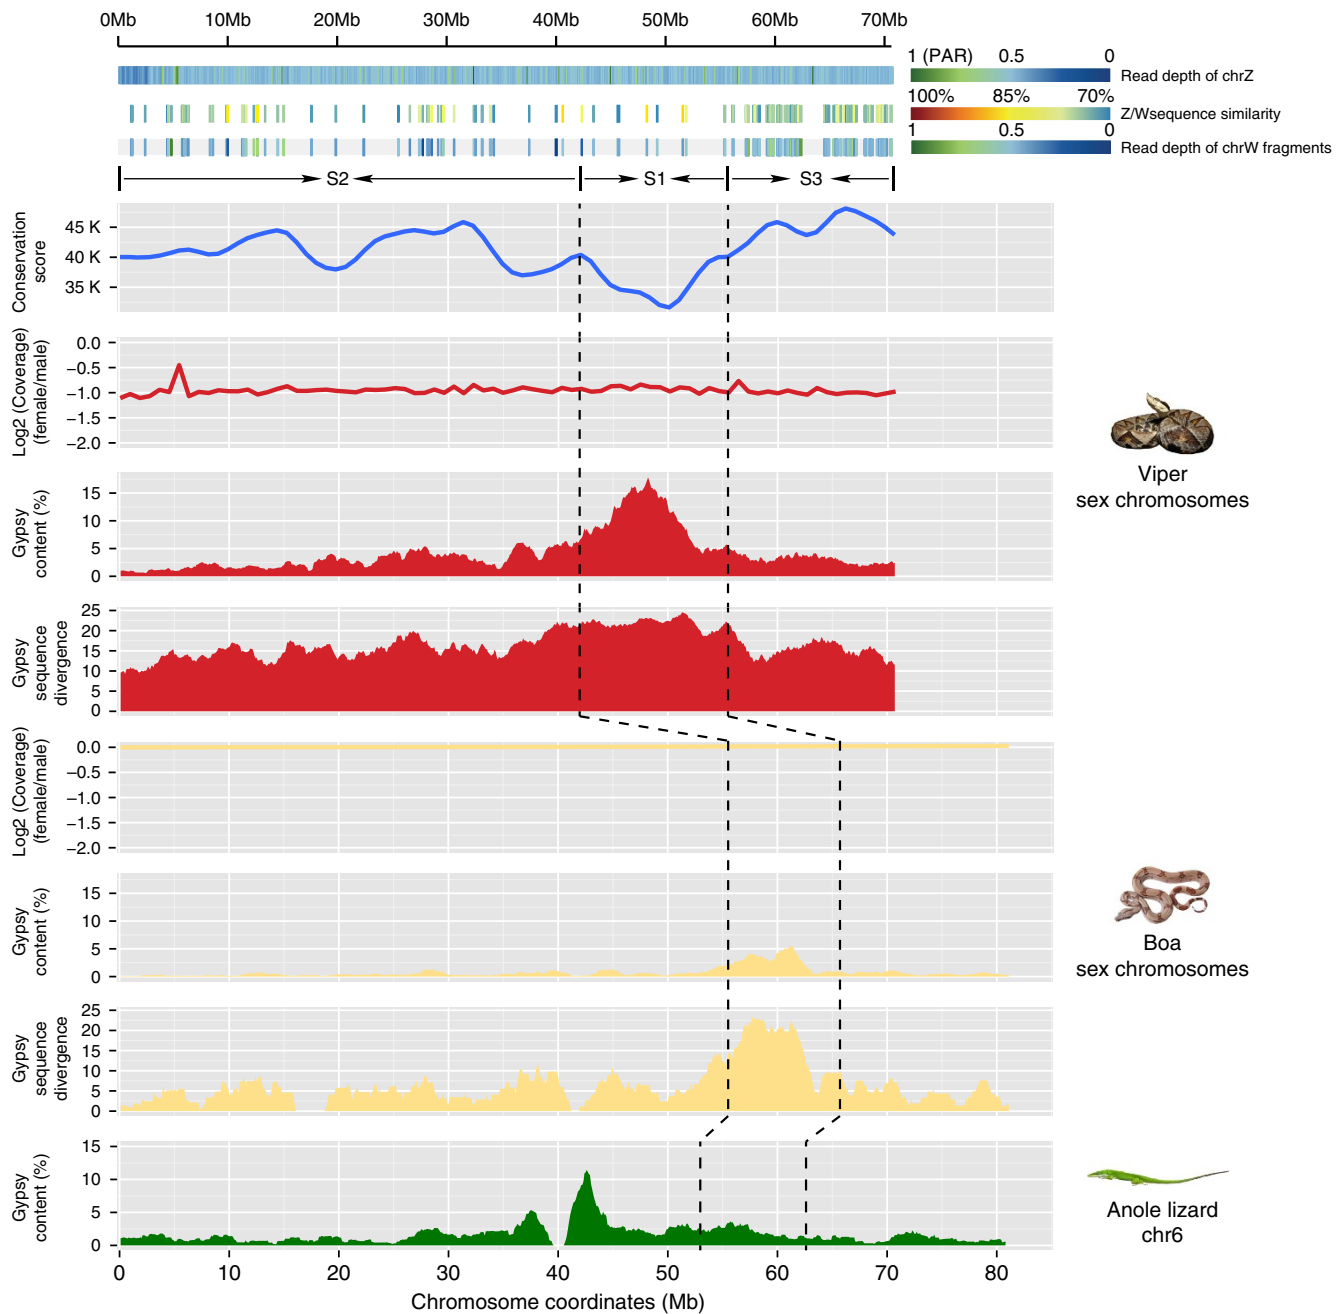 0Mb 10Mb 20Mb 30Mb 40Mb 50Mb 60Mb 70Mb
1 (PAR) 0.5 0
Read depth of chrZ
100% 85% 70%
Z/Wsequence similarity
1 0.5 0
Read depth of chrW fragments
S2 S1 S3
Conservation
score
45 K
40 K
35 K
Log2 (Coverage)
(female/male)
0.0
−0.5
−1.0
−1.5
−2.0
Viper
sex chromosomes
Gypsy
content (%)
15
10
5
0
Gypsy
sequence
divergence
25
20
15
10
5
0
Log2 (Coverage)
(female/male)
0.0
−0.5
−1.0
−1.5
−2.0
Gypsy
content (%)
15
10
5
0
Boa
sex chromosomes
Gypsy
sequence
divergence
25
20
15
10
5
0
Gypsy
content (%)
15
10
5
0
Anole lizard
chr6
0 10 20 30 40 50 60 70 80
Chromosome coordinates (Mb)